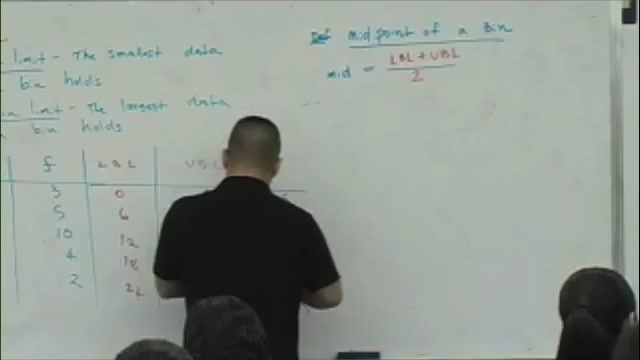 limit - The smallest data
bin holds
limit - The largest data
bin holds
Def midpoint of a Bin
mid = LBL + UBL
2
f LBL UBL
3 0
5 6
10 12
4 18
2